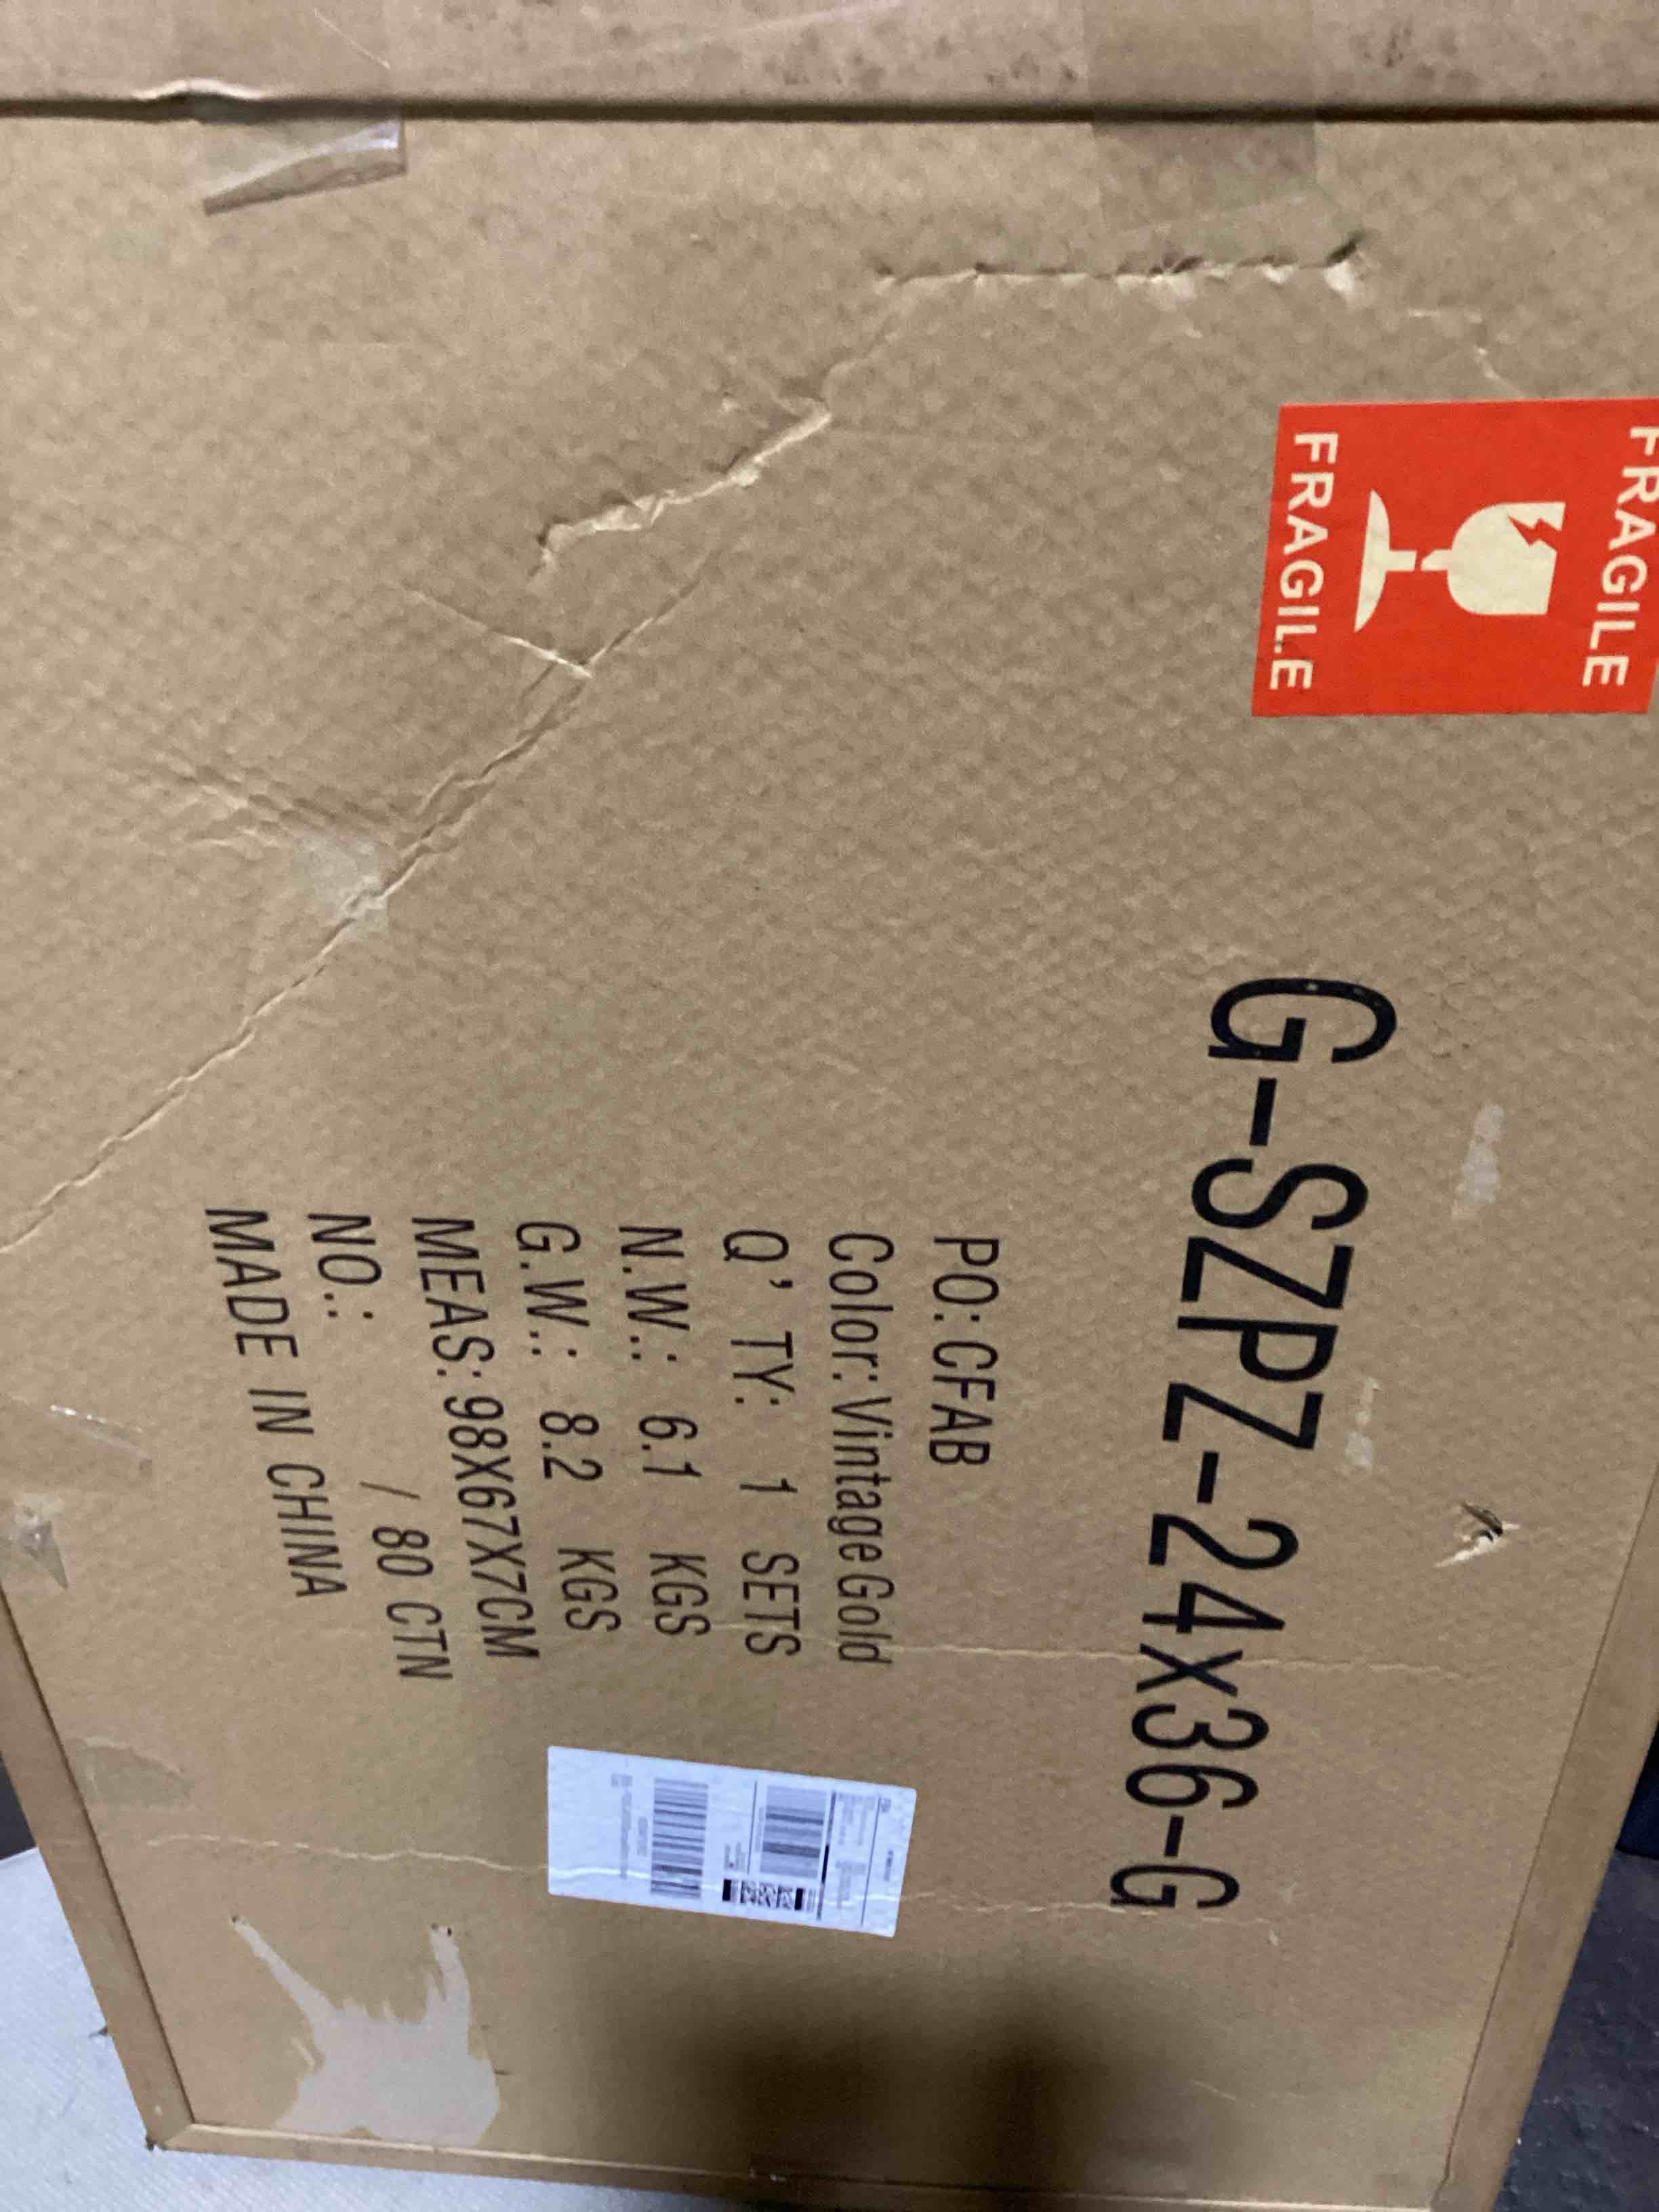 FRAGILE
FRAGILE
G-SZPZ-24x36-G
PO:CFAB
Color:Vintage Gold
Q'TY: 1 SETS
N.W.: 6.1 KGS
G.W.: 8.2 KGS
MEAS:98X67X7CM
NO.: / 80 CTN
MADE IN CHINA